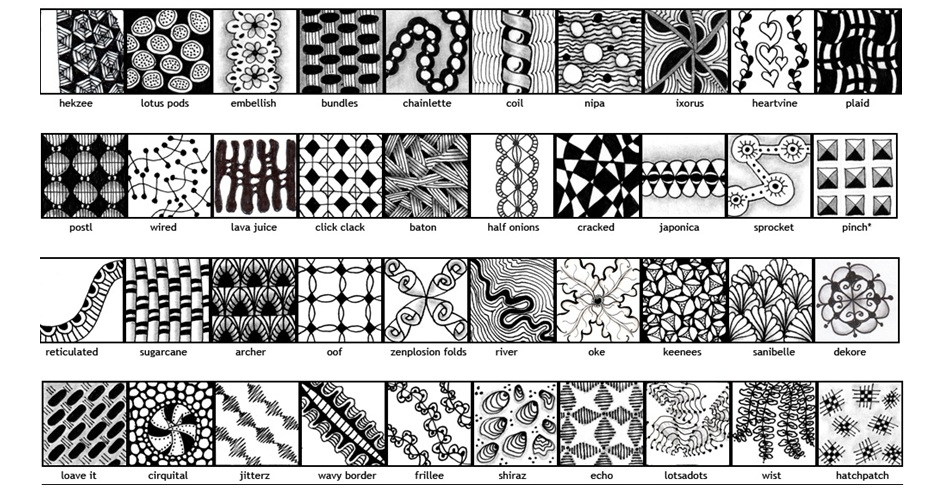 hekzee lotus pods embellish bundles chainlette coil nipa ixorus heartvine plaid
postl wired lava juice click clack baton half onions cracked japonica sprocket pinch*
reticulated sugarcane archer oof zenplosion folds river oke keenees sanibelle dekore
loave it cirquital jitterz wavy border frillee shiraz echo lotsadots wist hatchpatch